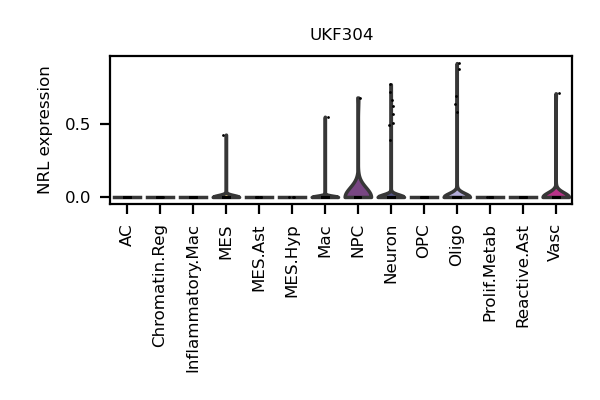 UKF304
NRL expression
0.5
0.0
AC
Chromatin.Reg
Inflammatory.Mac
MES
MES.Ast
MES.Hyp
Mac
NPC
Neuron
OPC
Oligo
Prolif.Metab
Reactive.Ast
Vasc